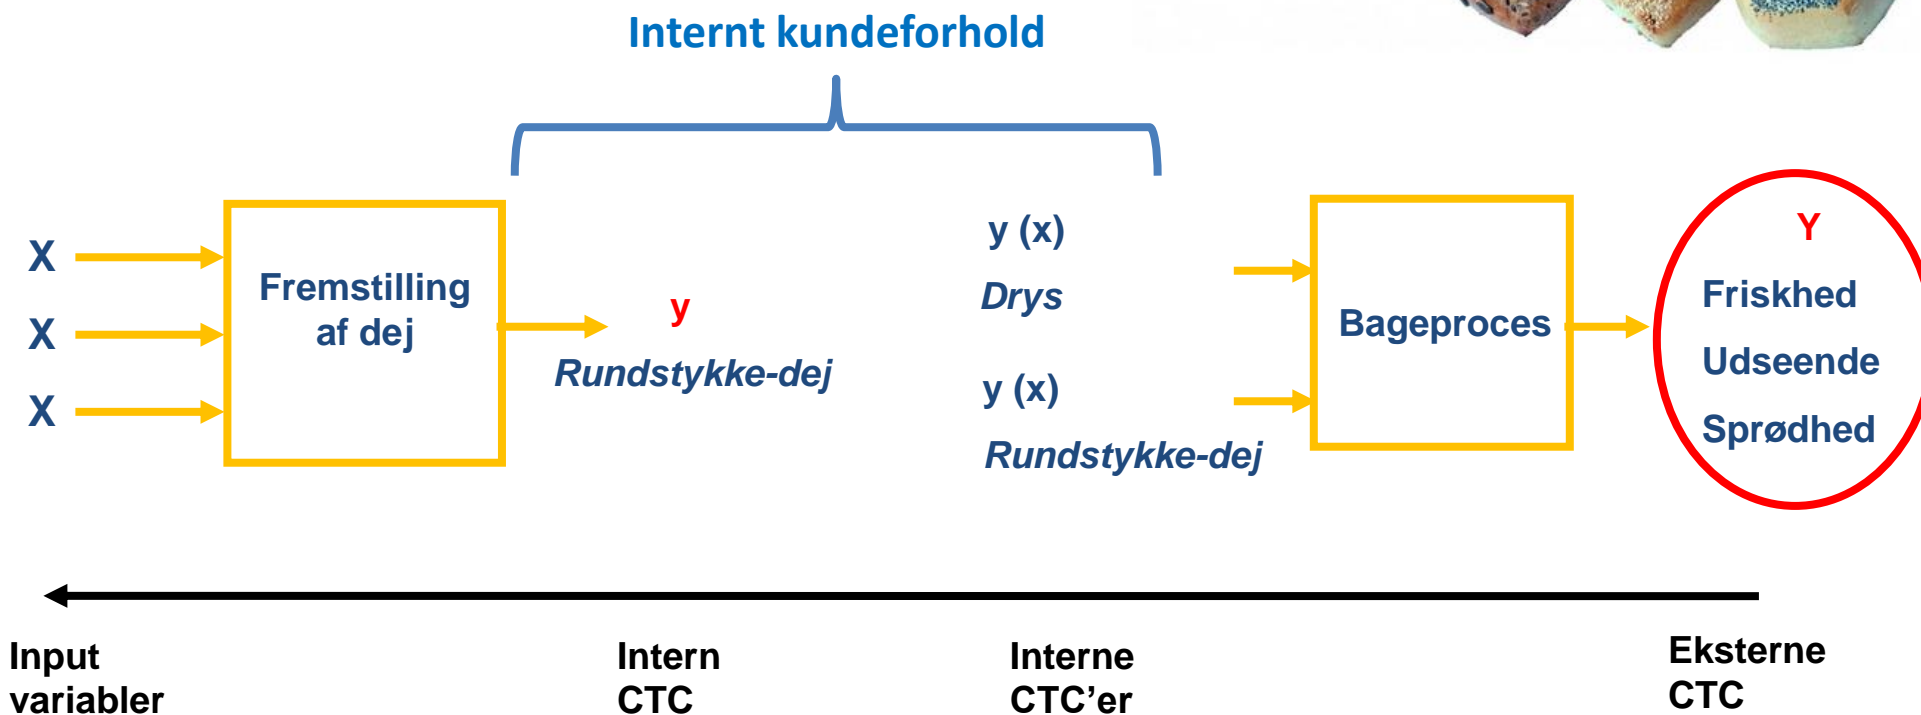 Internt kundeforhold
X
X
X
Fremstilling
af dej
y
Rundstykke-dej
y (x)
Drys
y (x)
Rundstykke-dej
Bageproces
Y
Friskhed
Udseende
Sprødhed
Input
variabler
Intern
CTC
Interne
CTC’er
Eksterne
CTC